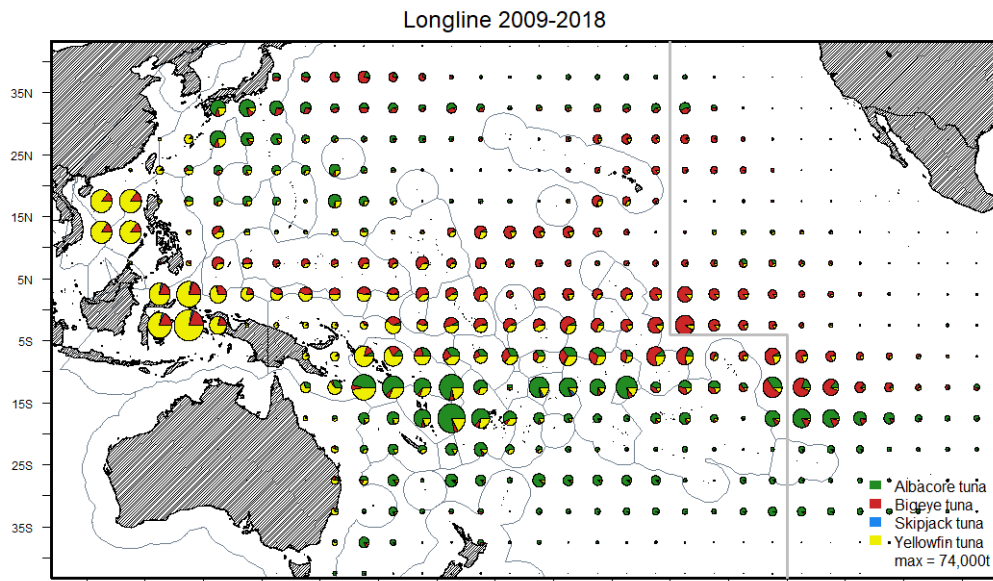 Longline 2009-2018
35N
25N
15N
5N
5S
15S
25S
35S
Albacore tuna
Bigeye tuna
Skipjack tuna
Yellowfin tuna
max = 74,000t